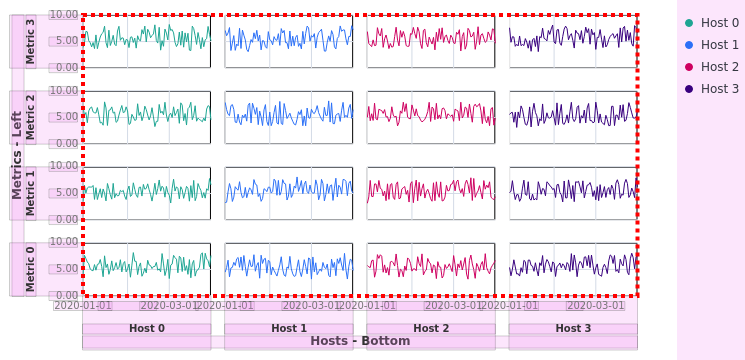 Metrics - Left
Metric 3
10.00
5.00
0.00
Metric 2
10.00
5.00
0.00
Metric 1
10.00
5.00
0.00
Metric 0
10.00
5.00
0.00
2020-01-01 2020-03-01 2020-01-01 2020-03-01 2020-01-01 2020-03-01 2020-01-01 2020-03-01
Host 0 Host 1 Host 2 Host 3
Hosts - Bottom
Host 0
Host 1
Host 2
Host 3